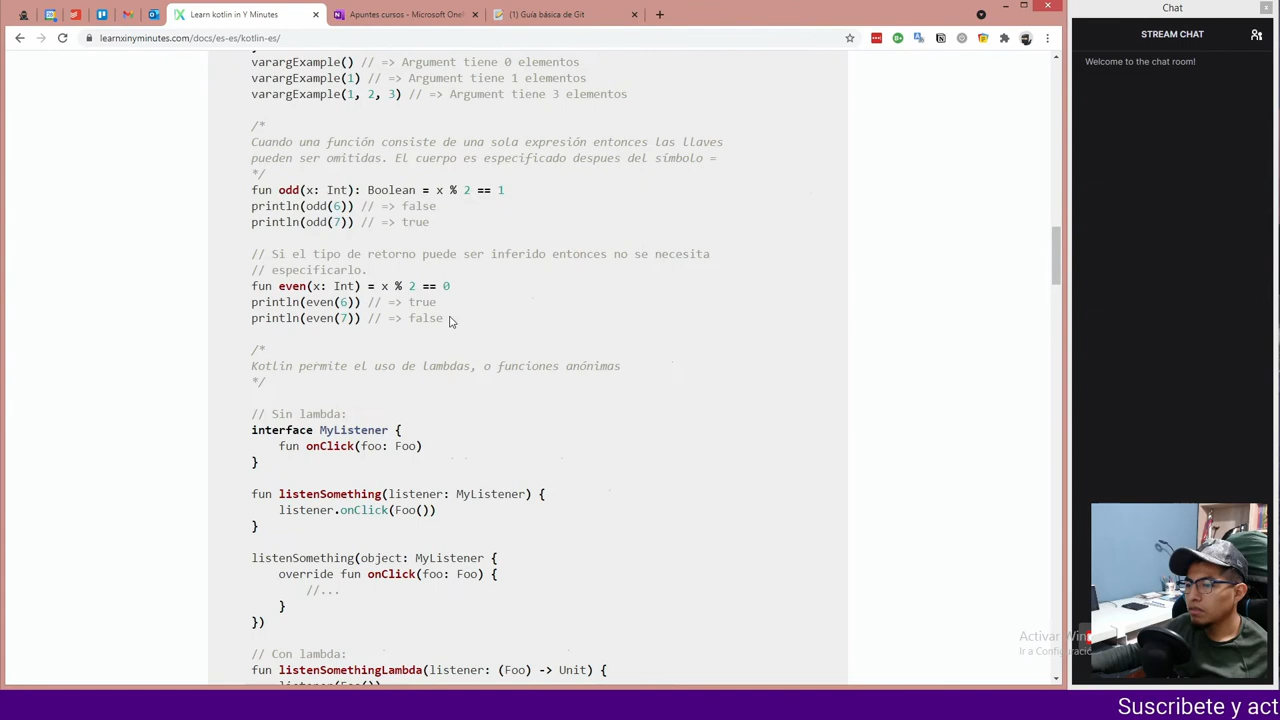 Learn kotlin in Y Minutes
Apuntes cursos - Microsoft OneN
(1) Guía básica de Git
learnxinyminutes.com/docs/es-es/kotlin-es/
varargExample() // => Argument tiene 0 elementos
varargExample(1) // => Argument tiene 1 elementos
varargExample(1, 2, 3) // => Argument tiene 3 elementos
/*
Cuando una función consiste de una sola expresión entonces las llaves
pueden ser omitidas. El cuerpo es especificado despues del símbolo =
*/
fun odd(x: Int): Boolean = x % 2 == 1
println(odd(6)) // => false
println(odd(7)) // => true
// Si el tipo de retorno puede ser inferido entonces no se necesita
// especificarlo.
fun even(x: Int) = x % 2 == 0
println(even(6)) // => true
println(even(7)) // => false
/*
Kotlin permite el uso de lambdas, o funciones anónimas
*/
// Sin lambda:
interface MyListener {
fun onClick(foo: Foo)
}
fun listenSomething(listener: MyListener) {
listener.onClick(Foo())
}
listenSomething(object: MyListener {
override fun onClick(foo: Foo) {
//...
}
})
// Con lambda:
fun listenSomethingLambda(listener: (Foo) -> Unit) {
listener(Foo())
Chat
STREAM CHAT
Welcome to the chat room!
Activar Win
Ir a Configuració
Suscribete y act